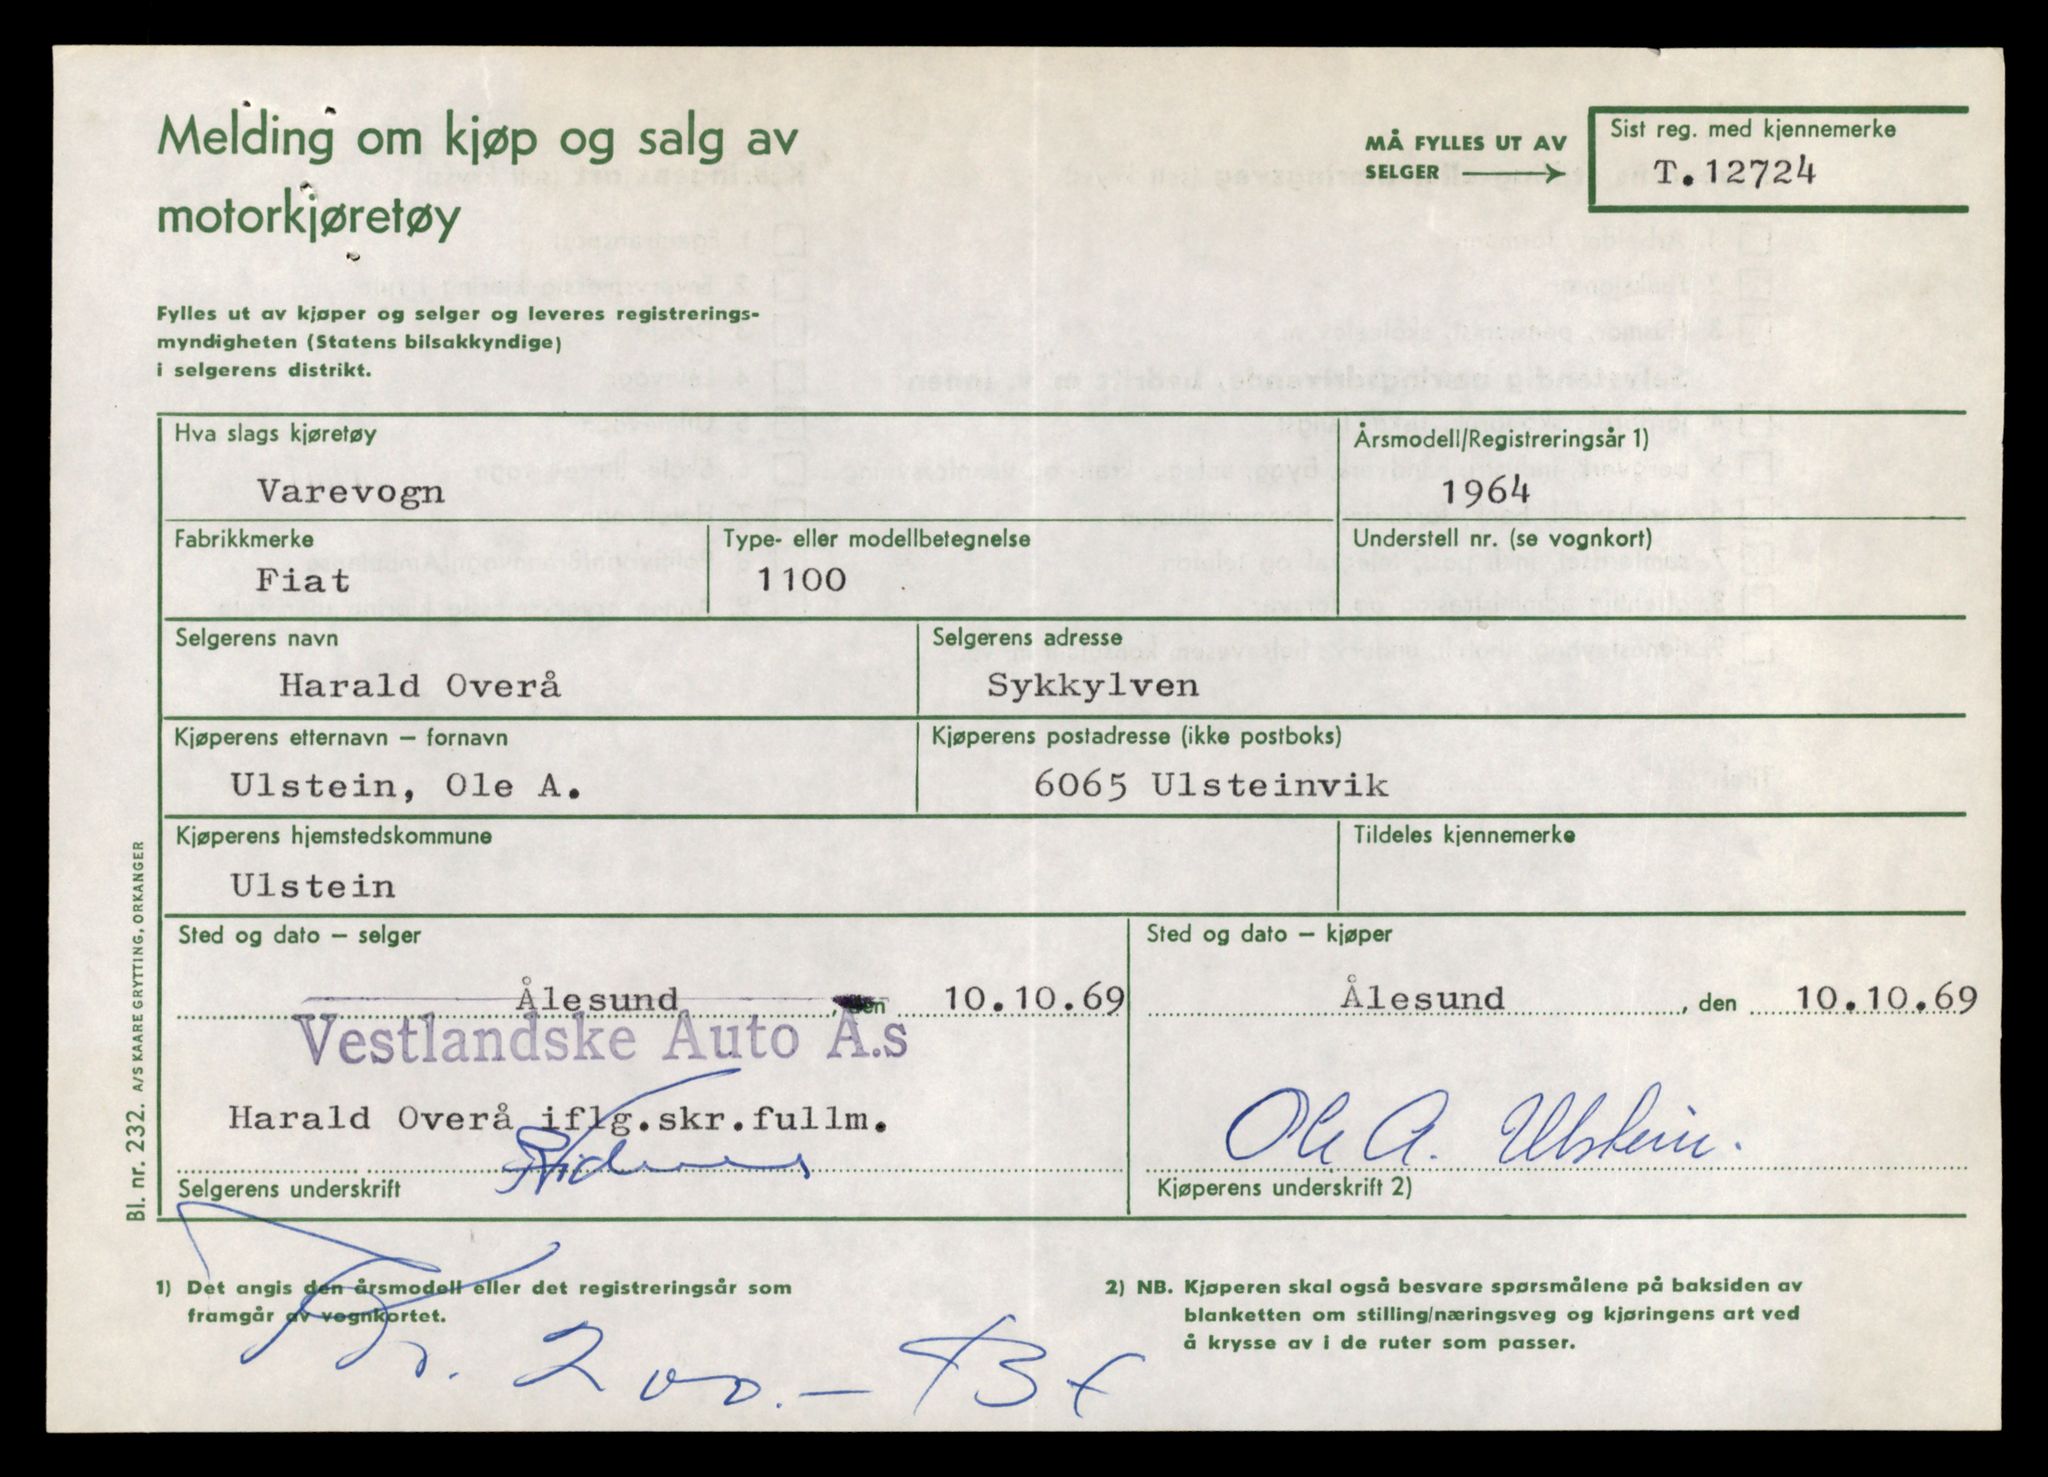 Melding om kjøp og salg av
motorkjøretøy
MÅ FYLLES UT AV
SELGER
Sist reg. med kjennemerke
T.12724
Fylles ut av kjøper og selger og leveres registrerings-
myndigheten (Statens bilsakkyndige)
i selgerens distrikt.
Hva slags kjøretøy
Varevogn
Årsmodell/Registreringsår 1)
1964
Fabrikkmerke
Fiat
Type- eller modellbetegnelse
1100
Understell nr. (se vognkort)
Selgerens navn
Harald Overå
Selgerens adresse
Sykkylven
Kjøperens etternavn – fornavn
Ulstein, Ole A.
Kjøperens postadresse (ikke postboks)
6065 Ulsteinvik
Kjøperens hjemstedskommune
Ulstein
Tildeles kjennemerke
Sted og dato – selger
Ålesund, den 10.10.69
Vestlandske Auto A.s
Harald Overå iflg.skr.fullm.
Selgerens underskrift
Sted og dato – kjøper
Ålesund, den 10.10.69
Ole A. Ulstein.
Kjøperens underskrift 2)
1) Det angis den årsmodell eller det registreringsår som
framgår av vognkortet.
2) NB. Kjøperen skal også besvare spørsmålene på baksiden av
blanketten om stilling/næringsveg og kjøringens art ved
å krysse av i de ruter som passer.
Kr. 200.–
Bl. nr. 232. A/S KAARE GRYTTING, ORKANGER